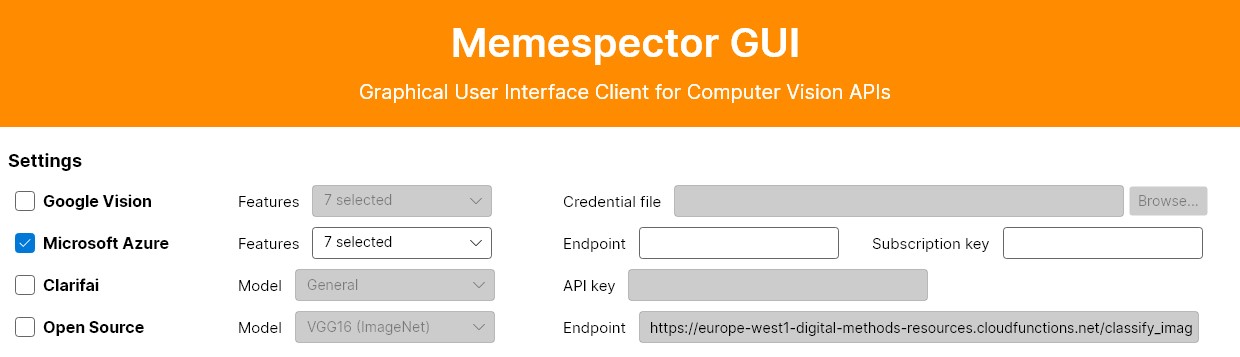 Memespector GUI
Graphical User Interface Client for Computer Vision APIs
Settings
Google Vision Features 7 selected Credential file Browse...
Microsoft Azure Features 7 selected Endpoint Subscription key
Clarifai Model General API key
Open Source Model VGG16 (ImageNet) Endpoint https://europe-west1-digital-methods-resources.cloudfunctions.net/classify_imag